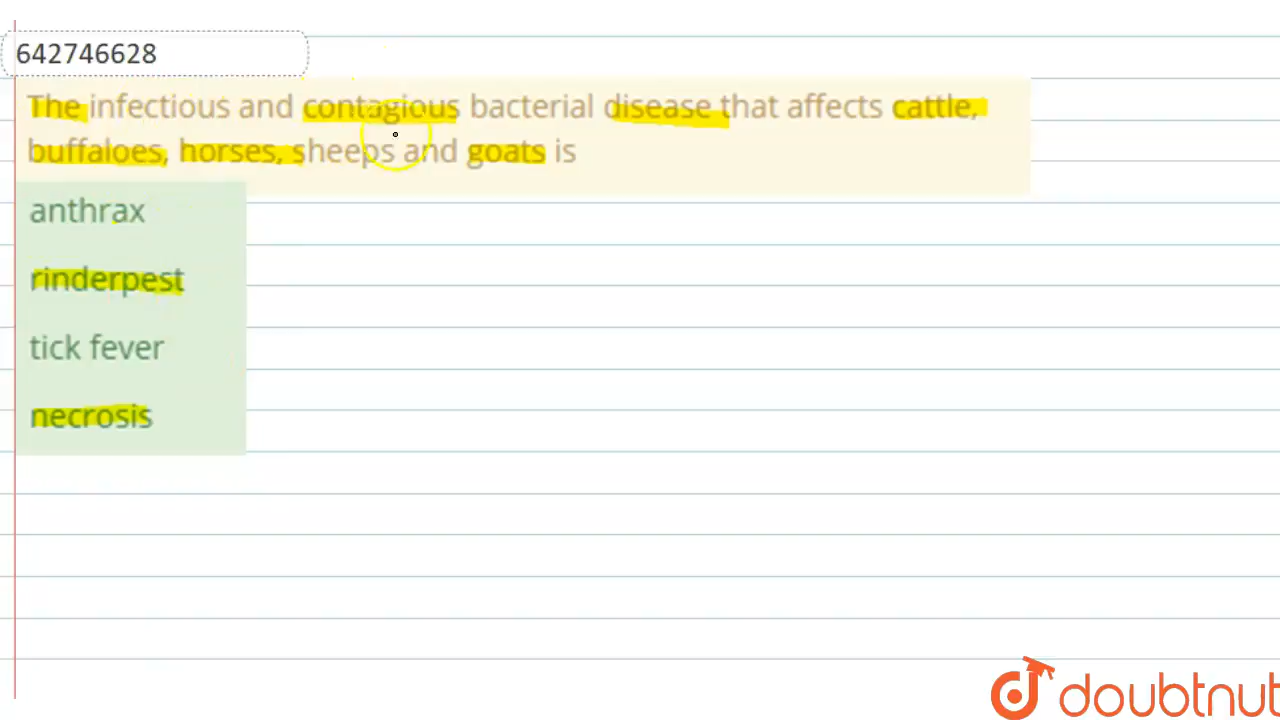 642746628
The infectious and contagious bacterial disease that affects cattle,
buffaloes, horses, sheeps and goats is
anthrax
rinderpest
tick fever
necrosis
doubtnut